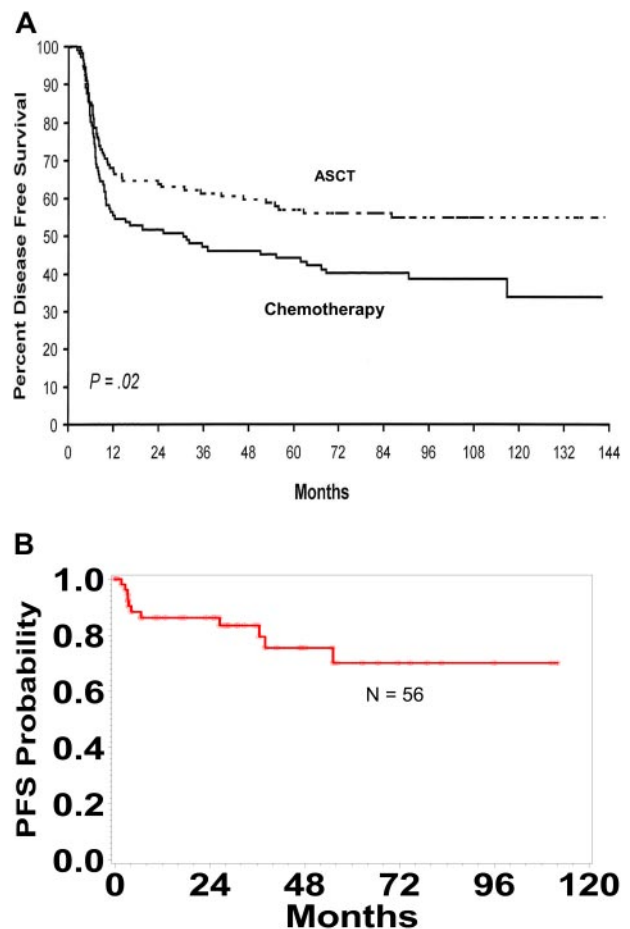 A
Percent Disease Free Survival
100
90
80
70
60
50
40
30
20
10
0
ASCT
Chemotherapy
P = .02
0 12 24 36 48 60 72 84 96 108 120 132 144
Months
B
PFS Probability
1.0
0.8
0.6
0.4
0.2
0.0
N = 56
0 24 48 72 96 120
Months